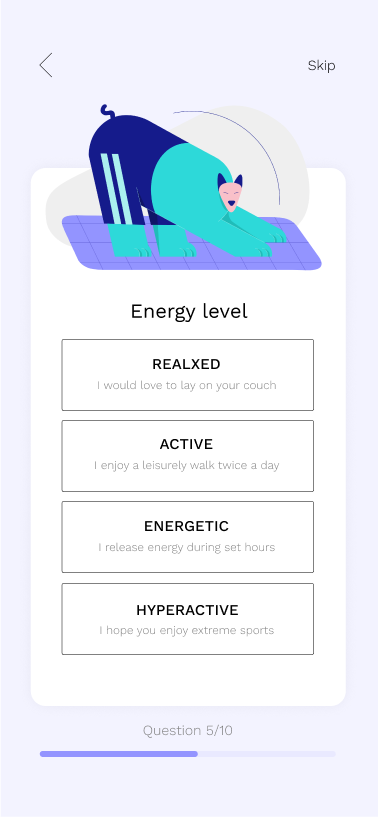 Skip
Energy level
REALXED
I would love to lay on your couch
ACTIVE
I enjoy a leisurely walk twice a day
ENERGETIC
I release energy during set hours
HYPERACTIVE
I hope you enjoy extreme sports
Question 5/10